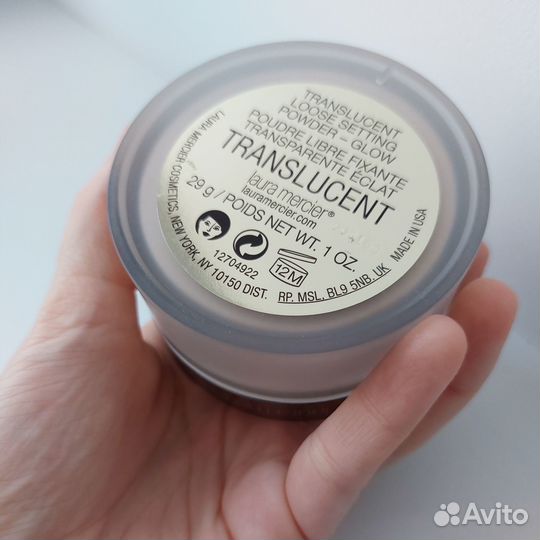 TRANSLUCENT
LOOSE SETTING
POWDER – GLOW
POUDRE LIBRE FIXANTE
TRANSPARENTE ÉCLAT
TRANSLUCENT
laura mercier®
lauramercier.com
29 g / POIDS NET WT. 1 OZ.
12M
12704922
LAURA MERCIER COSMETICS, NEW YORK, NY 10150 DIST.
RP. MSL. BL9 5NB. UK
MADE IN USA
Avito